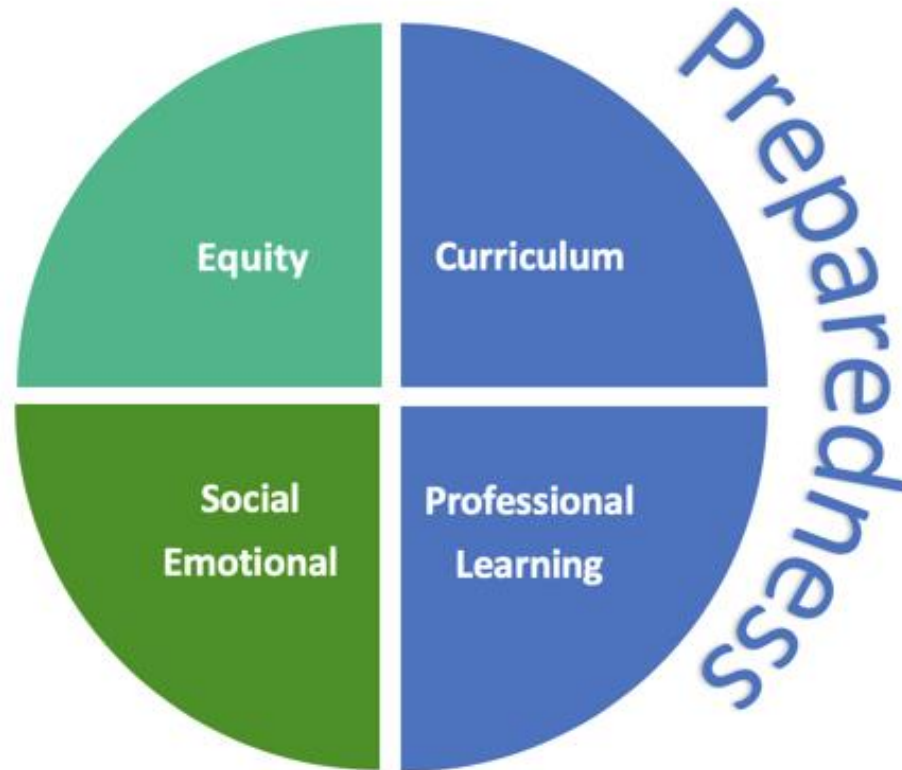 Equity
Curriculum
Social
Emotional
Professional
Learning
Preparedness